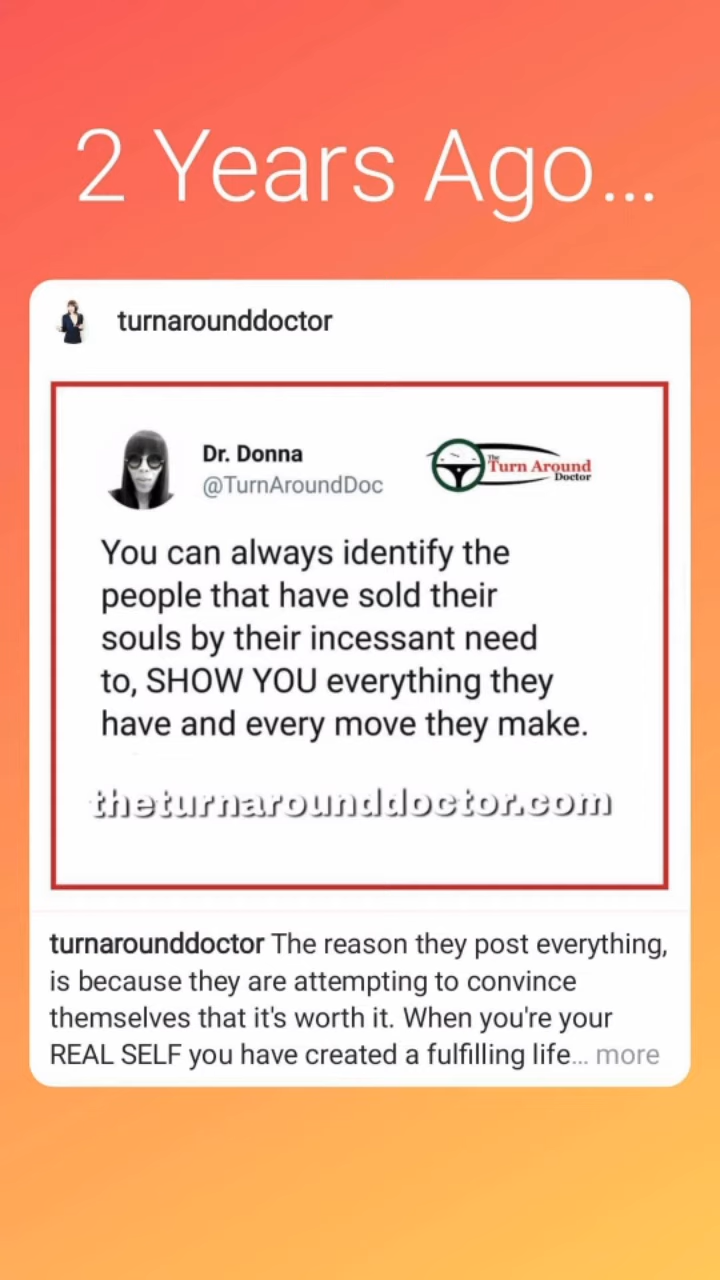 2 Years Ago...
turnarounddoctor
Dr. Donna
@TurnAroundDoc
The
Turn Around
Doctor
You can always identify the
people that have sold their
souls by their incessant need
to, SHOW YOU everything they
have and every move they make.
theturnarounddoctor.com
turnarounddoctor The reason they post everything,
is because they are attempting to convince
themselves that it's worth it. When you're your
REAL SELF you have created a fulfilling life... more